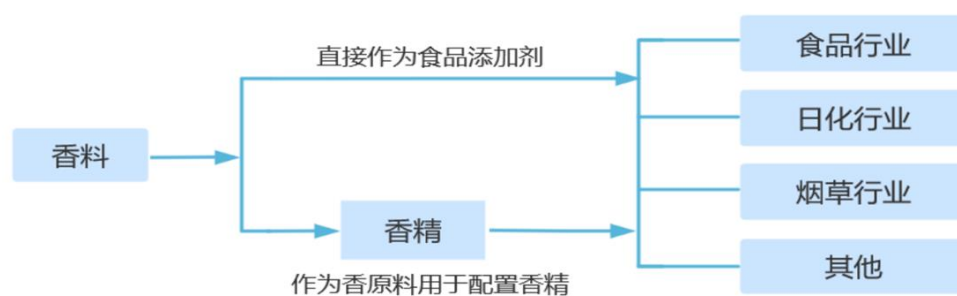 食品行业
直接作为食品添加剂
日化行业
香料
烟草行业
香精
其他
作为香原料用于配置香精